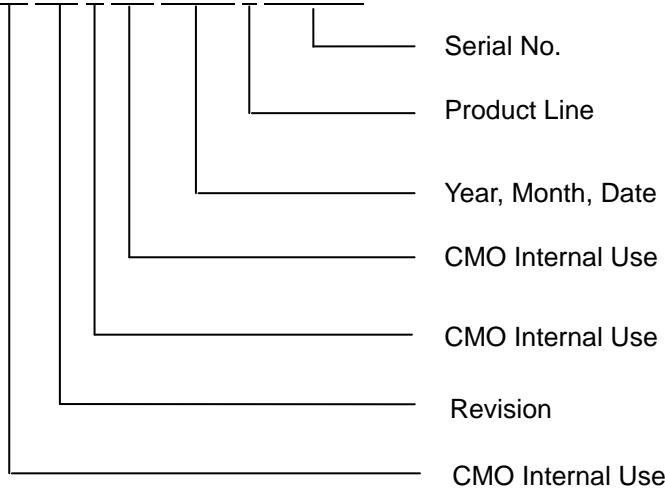 Serial No.
Product Line
Year, Month, Date
CMO Internal Use
CMO Internal Use
Revision
CMO Internal Use